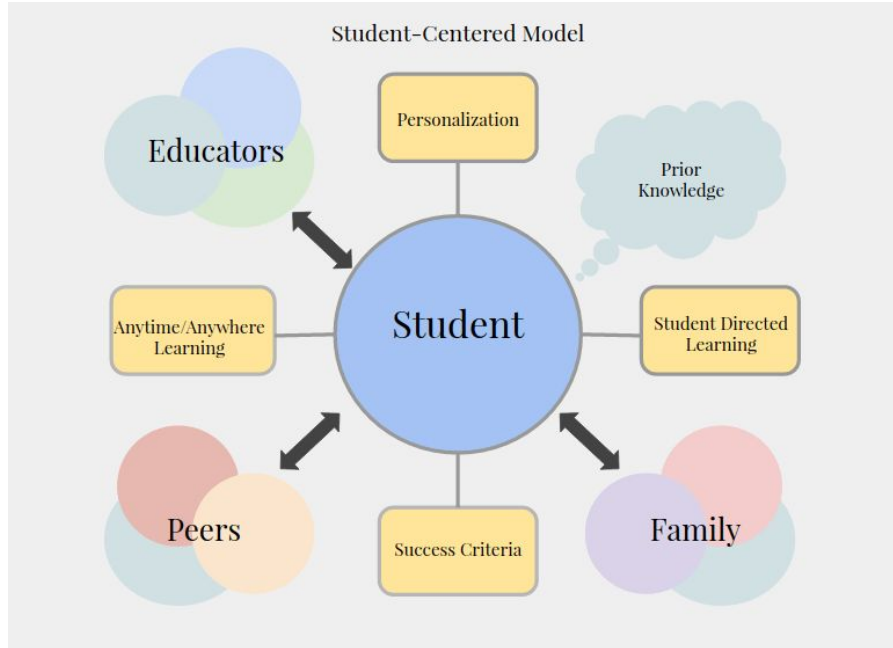 Student-Centered Model
Personalization
Educators
Prior
Knowledge
Anytime/Anywhere
Learning
Student
Student Directed
Learning
Peers
Success Criteria
Family